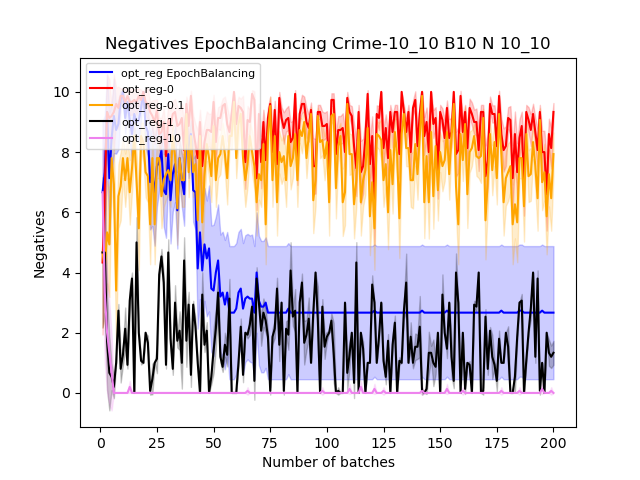 Negatives EpochBalancing Crime-10_10 B10 N 10_10
opt_reg EpochBalancing
opt_reg-0
opt_reg-0.1
opt_reg-1
opt_reg-10
Negatives
10
8
6
4
2
0
0 25 50 75 100 125 150 175 200
Number of batches